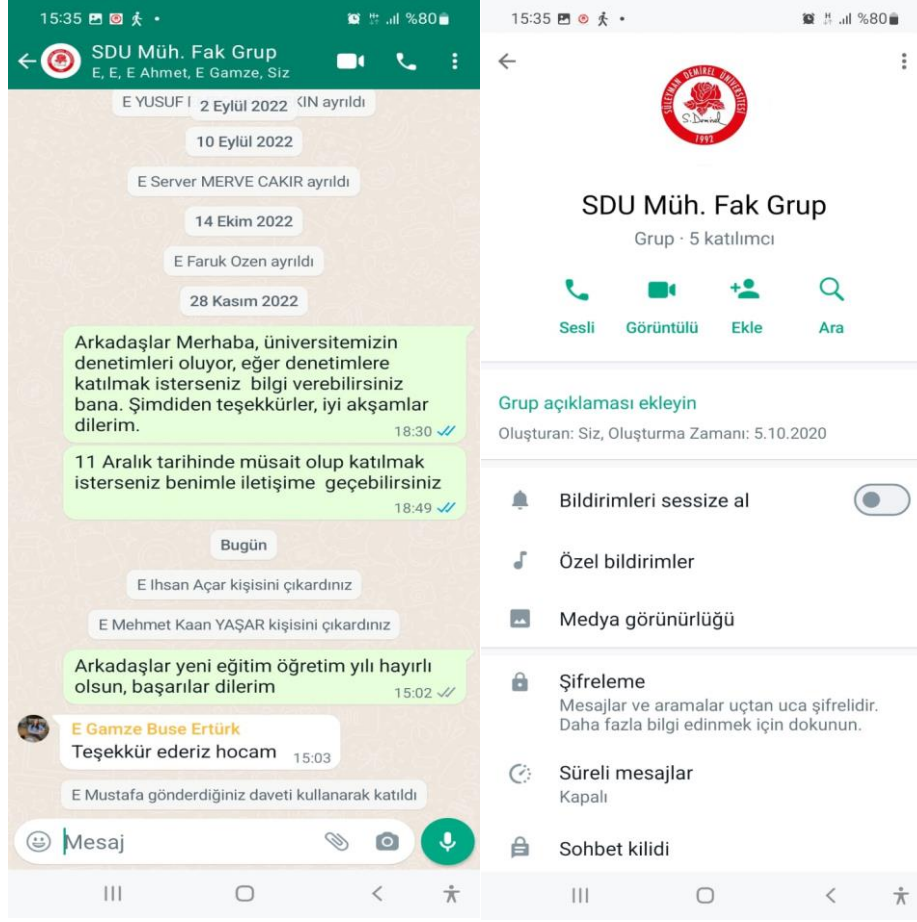 15:35
%80
SDU Müh. Fak Grup
E, E, E Ahmet, E Gamze, Siz
E YUSUF
2 Eylül 2022
ayrıldı
10 Eylül 2022
E Server MERVE CAKIR ayrıldı
14 Ekim 2022
E Faruk Ozen ayrıldı
28 Kasım 2022
Arkadaşlar Merhaba, üniversitemizin
denetimleri oluyor, eğer denetimlere
katılmak isterseniz bilgi verebilirsiniz
bana. Şimdiden teşekkürler, iyi akşamlar
dilerim.
18:30
11 Aralık tarihinde müsait olup katılmak
isterseniz benimle iletişime geçebilirsiniz
18:49
Bugün
E Ihsan Açar kişisini çıkardınız
E Mehmet Kaan YAŞAR kişisini çıkardınız
Arkadaşlar yeni eğitim öğretim yılı hayırlı
olsun, başarılar dilerim
15:02
E Gamze Buse Ertürk
Teşekkür ederiz hocam
15:03
E Mustafa gönderdiğiniz daveti kullanarak katıldı
Mesaj
15:35
%80
SÜLEYMAN DEMİREL ÜNİVERSİTESİ
S.Demirel
1992
SDU Müh. Fak Grup
Grup · 5 katılımcı
Sesli
Görüntülü
Ekle
Ara
Grup açıklaması ekleyin
Oluşturan: Siz, Oluşturma Zamanı: 5.10.2020
Bildirimleri sessize al
Özel bildirimler
Medya görünürlüğü
Şifreleme
Mesajlar ve aramalar uçtan uca şifrelidir.
Daha fazla bilgi edinmek için dokunun.
Süreli mesajlar
Kapalı
Sohbet kilidi